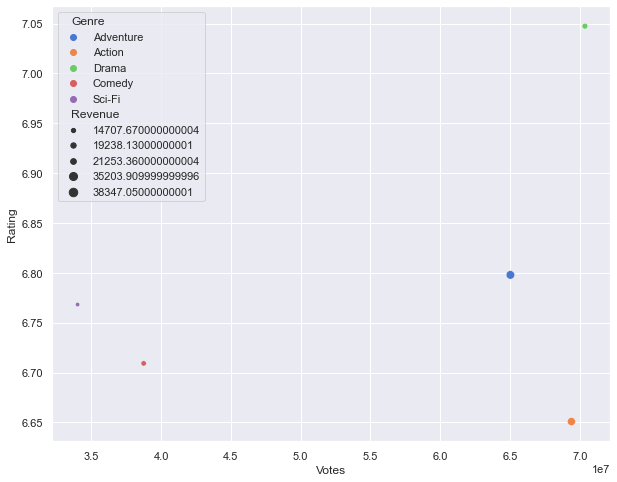 Genre
Adventure
Action
Drama
Comedy
Sci-Fi
Revenue
14707.670000000004
19238.13000000001
21253.360000000004
35203.909999999996
38347.05000000001
7.05
7.00
6.95
6.90
6.85
6.80
6.75
6.70
6.65
Rating
3.5
4.0
4.5
5.0
5.5
6.0
6.5
7.0
1e7
Votes